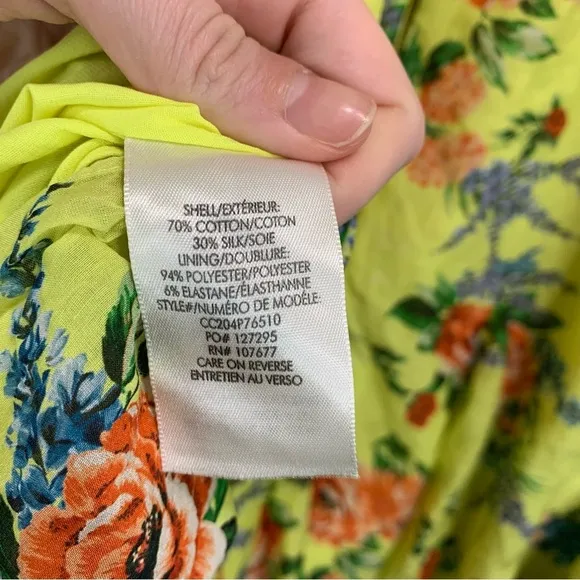 SHELL/EXTÉRIEUR:
70% COTTON/COTON
30% SILK/SOIE
LINING/DOUBLURE:
94% POLYESTER/POLYESTER
6% ELASTANE/ÉLASTHANNE
STYLE#/NUMÉRO DE MODÈLE:
CC204P76510
PO# 127295
RN# 107677
CARE ON REVERSE
ENTRETIEN AU VERSO